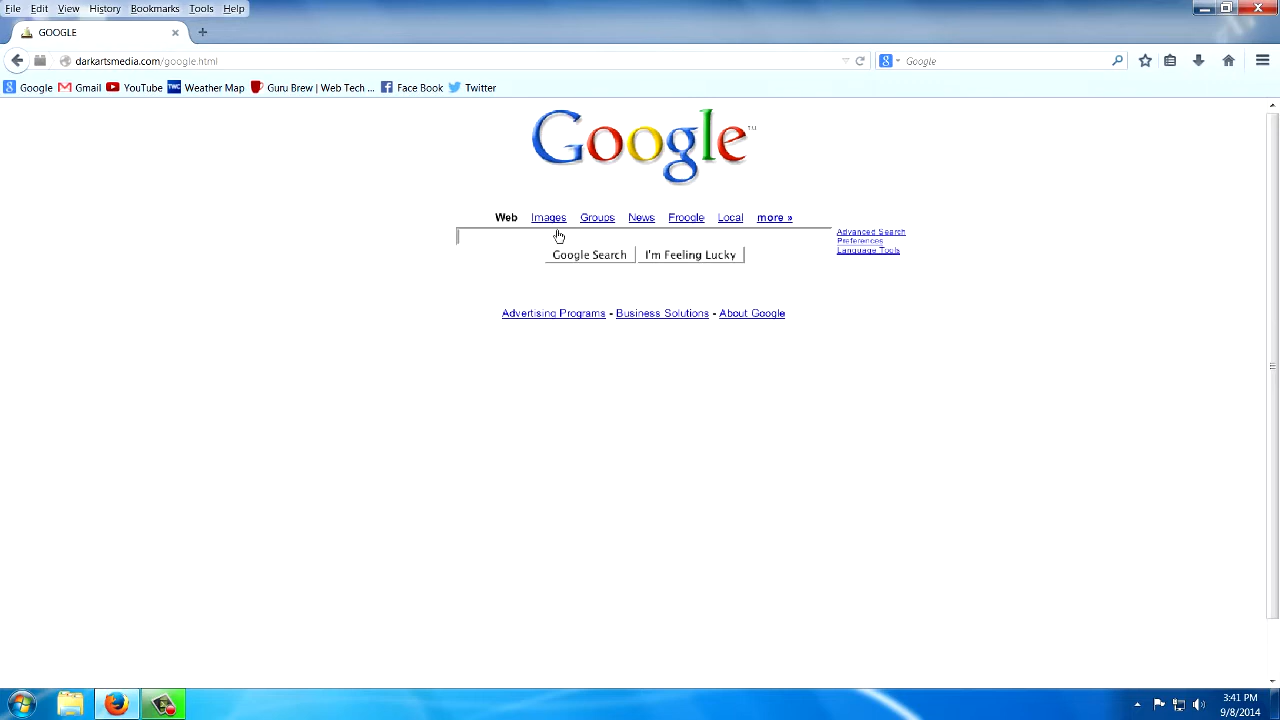 File Edit View History Bookmarks Tools Help
GOOGLE
darkartsmedia.com/google.html
Google
Google Gmail YouTube Weather Map Guru Brew | Web Tech ... Face Book Twitter
Google TM
Web Images Groups News Froogle Local more »
Advanced Search
Preferences
Language Tools
Google Search I'm Feeling Lucky
Advertising Programs - Business Solutions - About Google
3:41 PM
9/8/2014